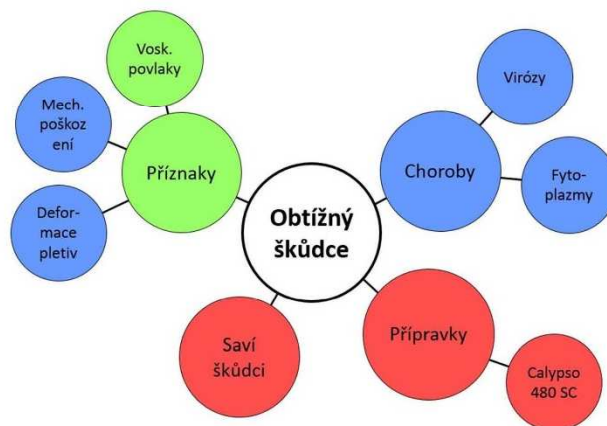 Vosk.
povlaky
Mech.
poškoz
ení
Příznaky
Defor-
mace
pletiv
Virózy
Choroby
Fyto-
plazmy
Obtížný
škůdce
Saví
škůdci
Přípravky
Calypso
480 SC